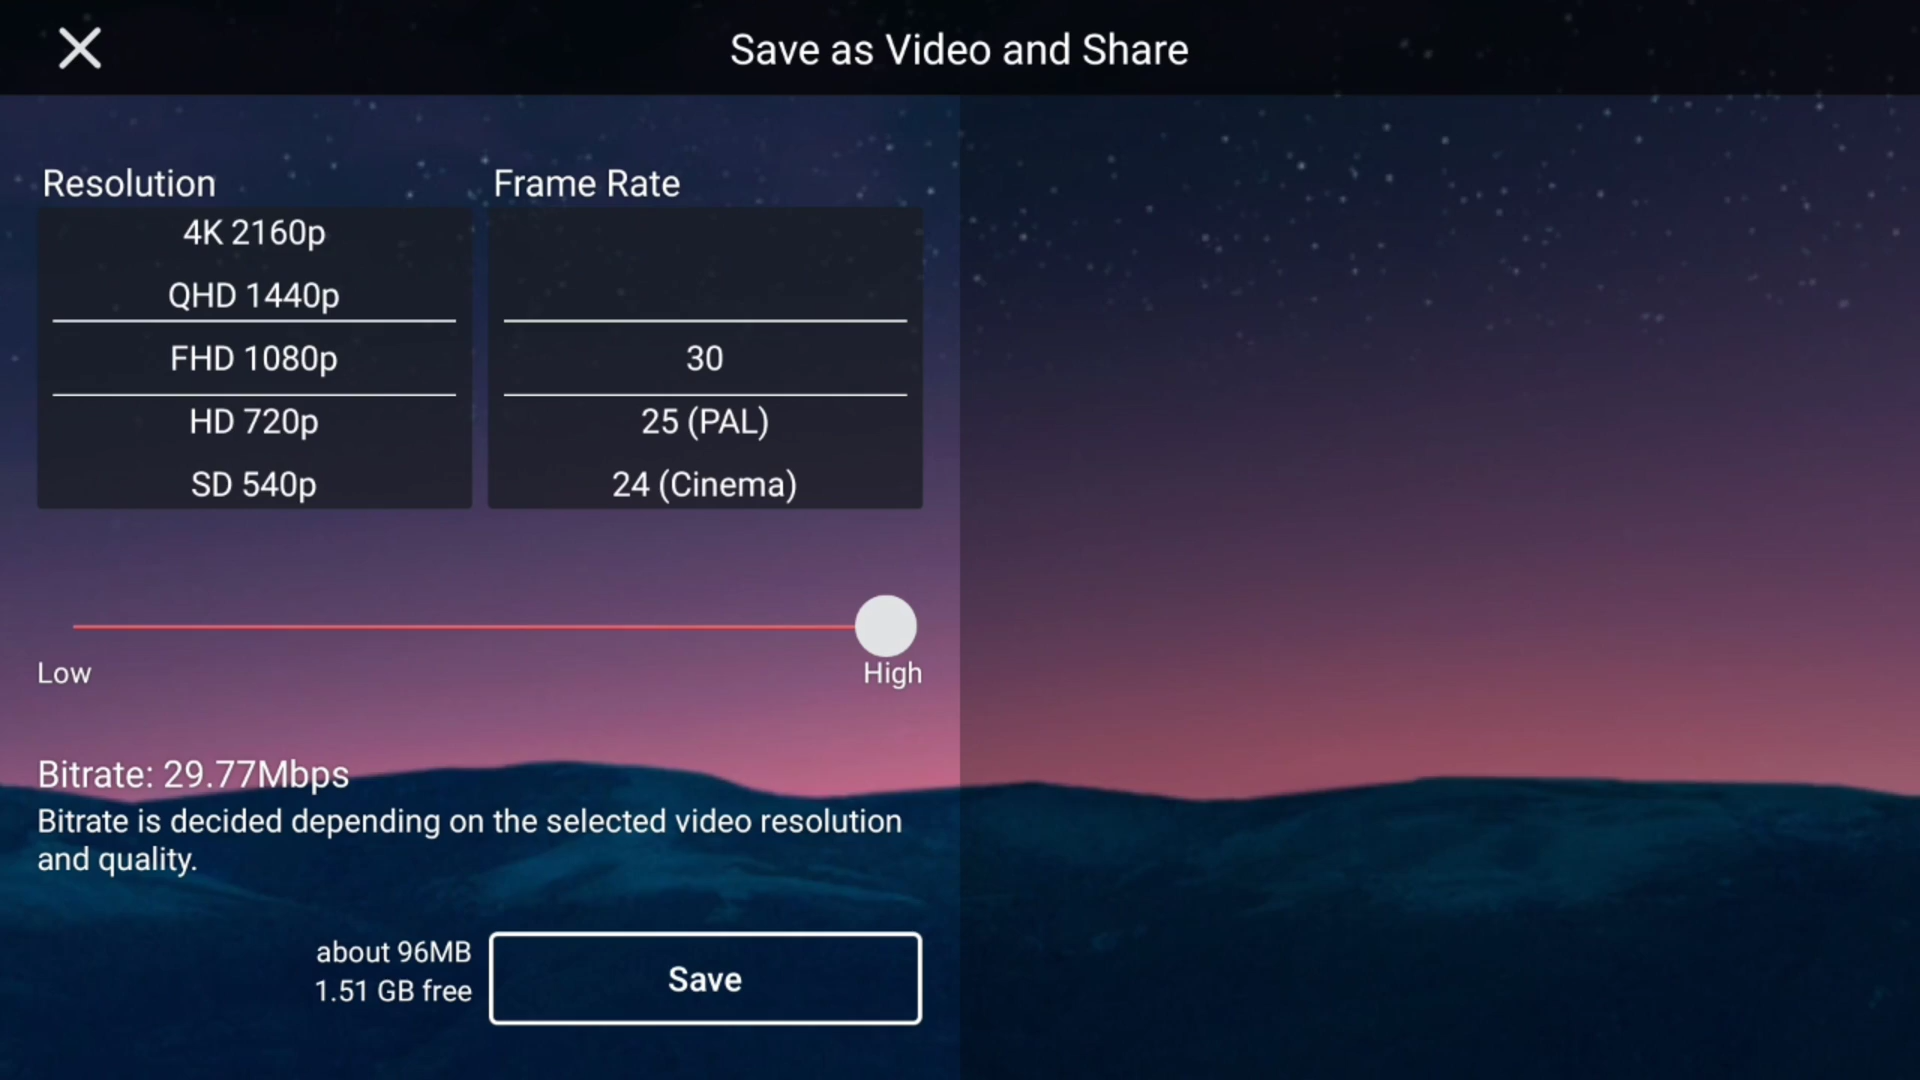 Save as Video and Share
Resolution
Frame Rate
4K 2160p
QHD 1440p
FHD 1080p
30
HD 720p
25 (PAL)
SD 540p
24 (Cinema)
Low
High
Bitrate: 29.77Mbps
Bitrate is decided depending on the selected video resolution
and quality.
about 96MB
1.51 GB free
Save